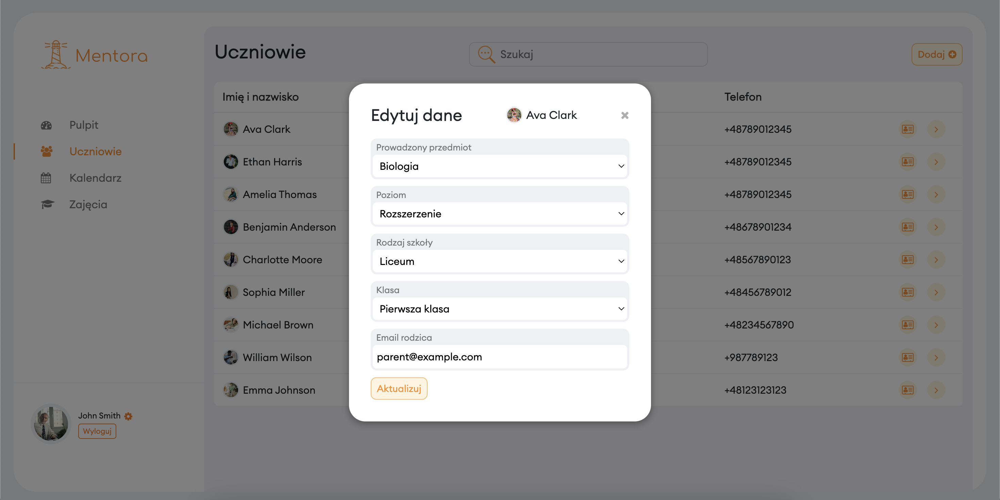 Mentora
Pulpit
Uczniowie
Kalendarz
Zajęcia
John Smith
Wyloguj
Uczniowie
Szukaj
Dodaj
Imię i nazwisko
Telefon
Ava Clark
+48789012345
Ethan Harris
+48789012345
Amelia Thomas
+48789012345
Benjamin Anderson
+48678901234
Charlotte Moore
+48567890123
Sophia Miller
+48456789012
Michael Brown
+48234567890
William Wilson
+987789123
Emma Johnson
+48123123123
Edytuj dane
Ava Clark
Prowadzony przedmiot
Biologia
Poziom
Rozszerzenie
Rodzaj szkoły
Liceum
Klasa
Pierwsza klasa
Email rodzica
parent@example.com
Aktualizuj